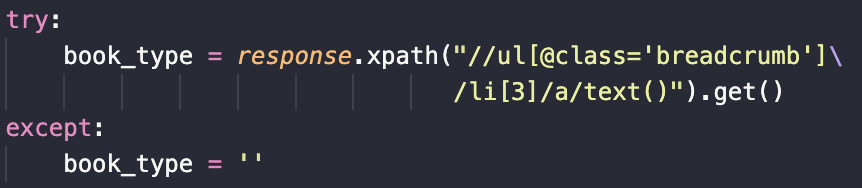 try:
    book_type = response.xpath("//ul[@class='breadcrumb']\
                               /li[3]/a/text()").get()
except:
    book_type = ''